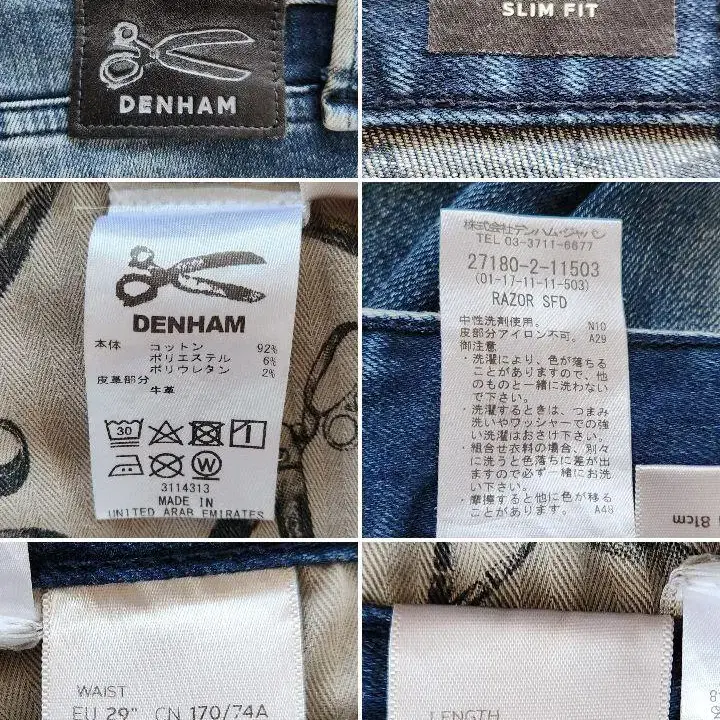 DENHAM
SLIM FIT
DENHAM
本体 コットン 92%
ポリエステル 6%
ポリウレタン 2%
皮革部分
牛革
30
W
3114313
MADE IN
UNITED ARAB EMIRATES
株式会社デンハム・ジャパン
TEL 03-3711-6677
27180-2-11503
(01-17-11-11-503)
RAZOR SFD
中性洗剤使用。 N10
皮部分アイロン不可。 A29
御注意
・洗濯により、色が落ちる
ことがありますので、他
のものと一緒に洗わない
で下さい。
・洗濯するときは、つまみ
洗いやワッシャーでの強
い洗濯はおさけ下さい。
・組合せ衣料の場合、別々
に洗うと色落ちに差が出
ますので必ず一緒にお洗
い下さい。
・摩擦すると他に色が移る
ことがあります。 A48
81cm
WAIST
EU 29" CN 170/74A
LENGTH